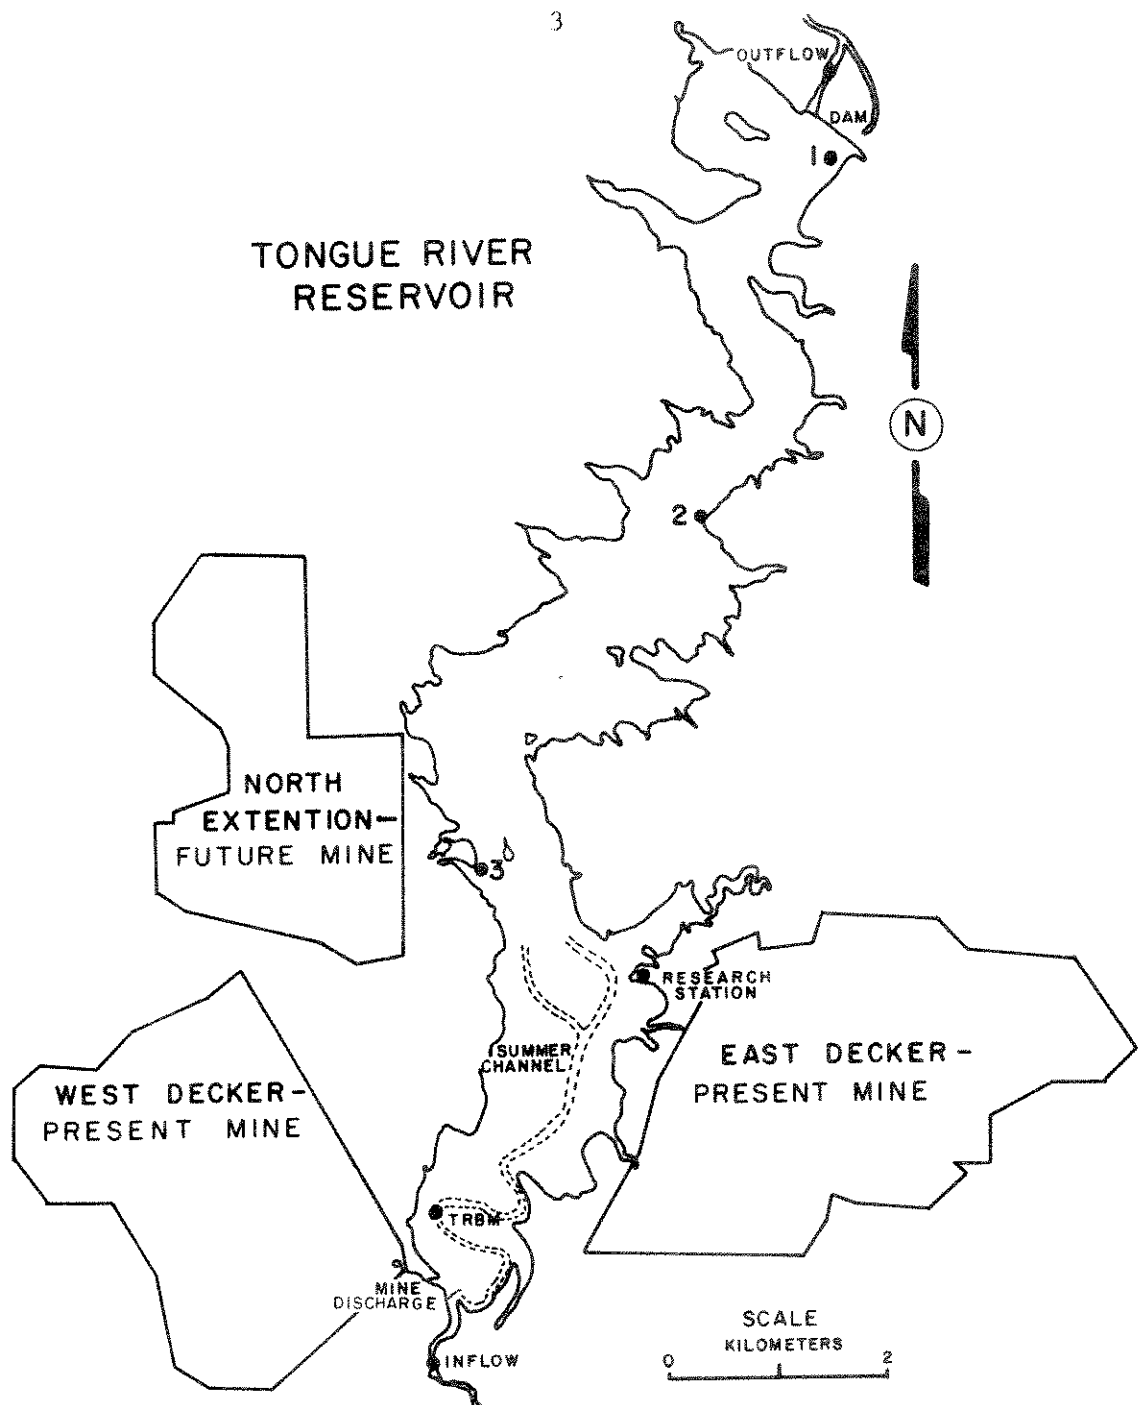 3
OUTFLOW
DAM
1
TONGUE RIVER
RESERVOIR
N
2
NORTH
EXTENTION—
FUTURE MINE
3
RESEARCH
STATION
SUMMER
CHANNEL
EAST DECKER—
PRESENT MINE
WEST DECKER—
PRESENT MINE
TRBM
MINE
DISCHARGE
INFLOW
SCALE
KILOMETERS
0 2